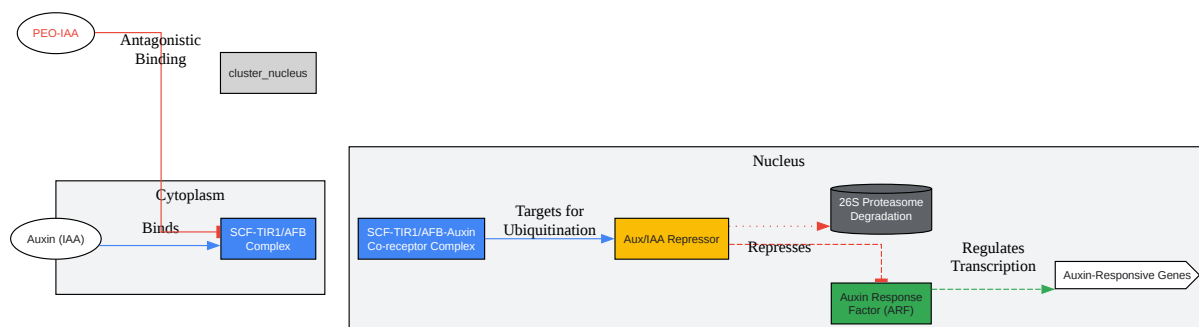 PEO-IAA
Antagonistic
Binding
cluster_nucleus
Cytoplasm
Auxin (IAA)
Binds
SCF-TIR1/AFB
Complex
Nucleus
SCF-TIR1/AFB-Auxin
Co-receptor Complex
Targets for
Ubiquitination
Aux/IAA Repressor
26S Proteasome
Degradation
Represses
Auxin Response
Factor (ARF)
Regulates
Transcription
Auxin-Responsive Genes